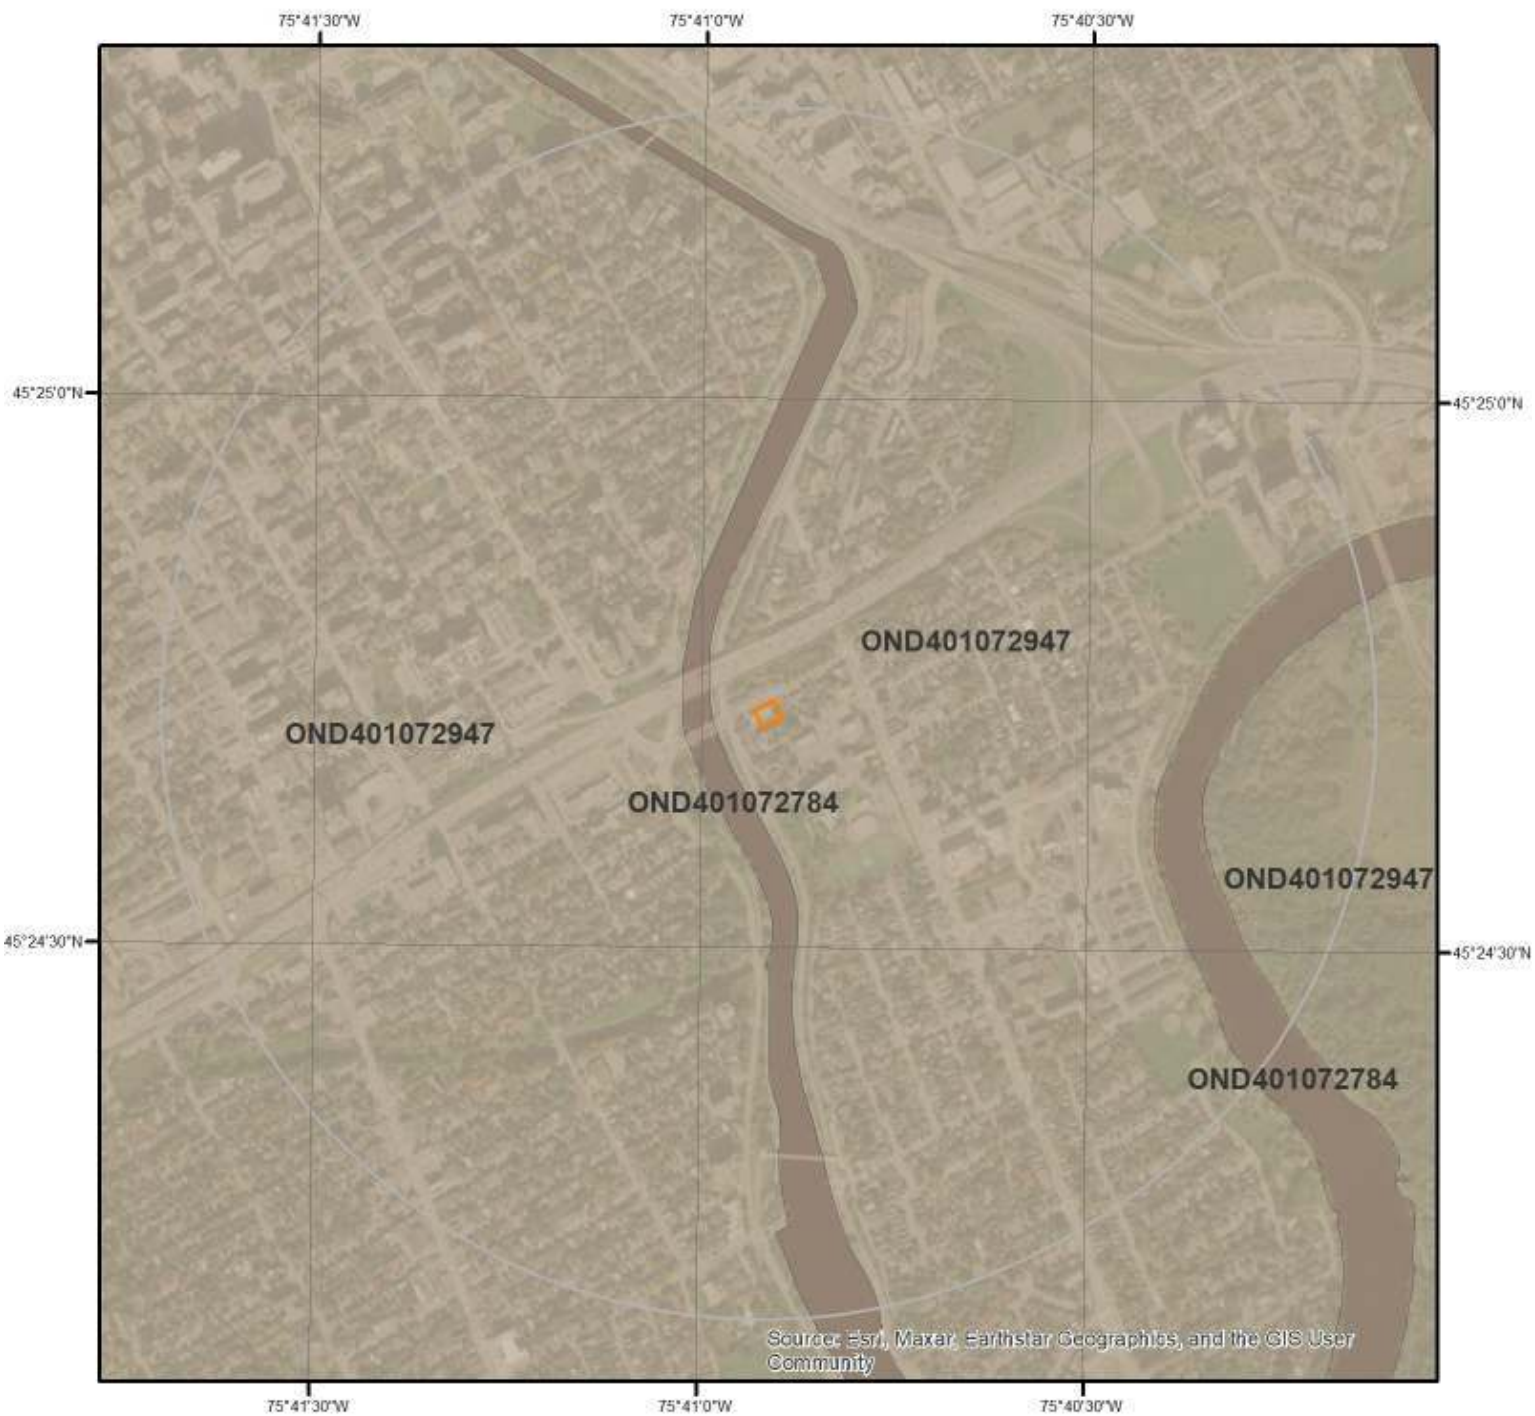 75°41'30"W 75°41'0"W 75°40'30"W
45°25'0"N 45°25'0"N
OND401072947
OND401072947
OND401072784
OND401072947
45°24'30"N 45°24'30"N
OND401072784
Source: Esri, Maxar, Earthstar Geographics, and the GIS User
Community
75°41'30"W 75°41'0"W 75°40'30"W